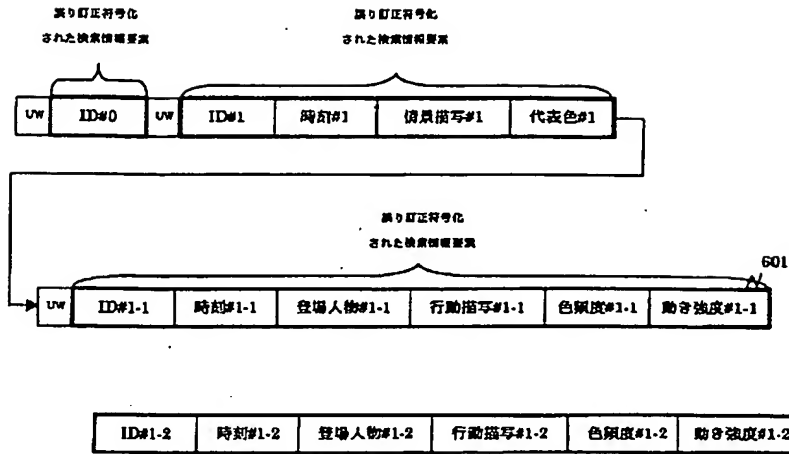 誤り訂正符号化
された検索情報要素
誤り訂正符号化
された検索情報要素
UW ID#0 UW ID#1 時刻#1 情景描写#1 代表色#1
誤り訂正符号化
された検索情報要素
601
UW ID#1-1 時刻#1-1 登場人物#1-1 行動描写#1-1 色頻度#1-1 動き強度#1-1
ID#1-2 時刻#1-2 登場人物#1-2 行動描写#1-2 色頻度#1-2 動き強度#1-2